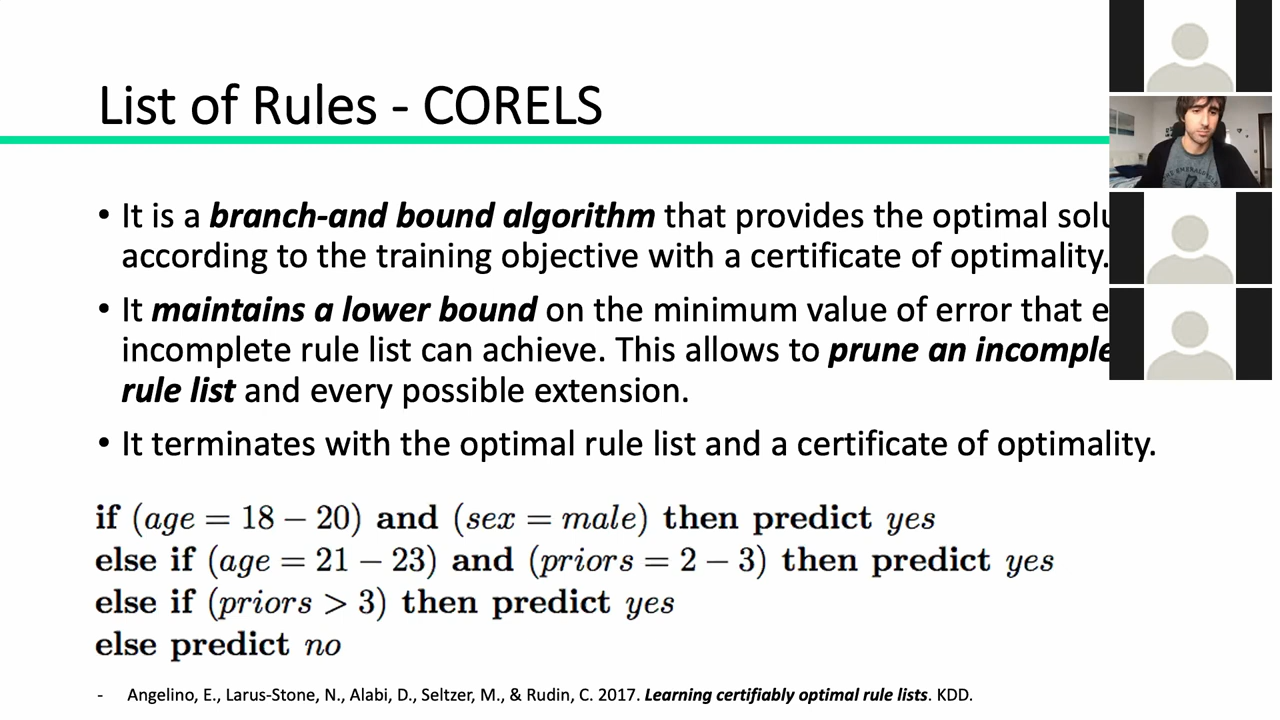 List of Rules - CORELS
• It is a branch-and bound algorithm that provides the optimal
according to the training objective with a certificate of optimality.
• It maintains a lower bound on the minimum value of error that
incomplete rule list can achieve. This allows to prune an
rule list and every possible extension.
• It terminates with the optimal rule list and a certificate of optimality.
if (age = 18 − 20) and (sex = male) then predict yes
else if (age = 21 − 23) and (priors = 2 − 3) then predict yes
else if (priors > 3) then predict yes
else predict no
- Angelino, E., Larus-Stone, N., Alabi, D., Seltzer, M., & Rudin, C. 2017. Learning certifiably optimal rule lists. KDD.